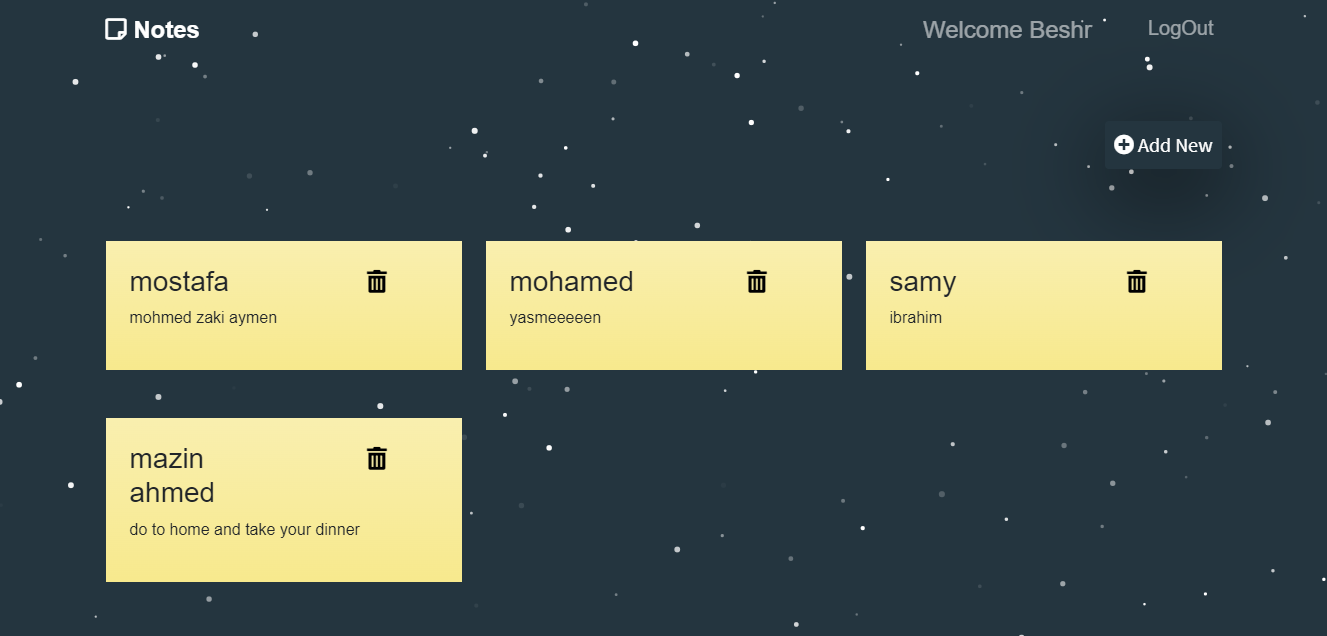 Notes
Welcome Beshr
LogOut
Add New
mostafa
mohmed zaki aymen
mohamed
yasmeeeeen
samy
ibrahim
mazin
ahmed
do to home and take your dinner